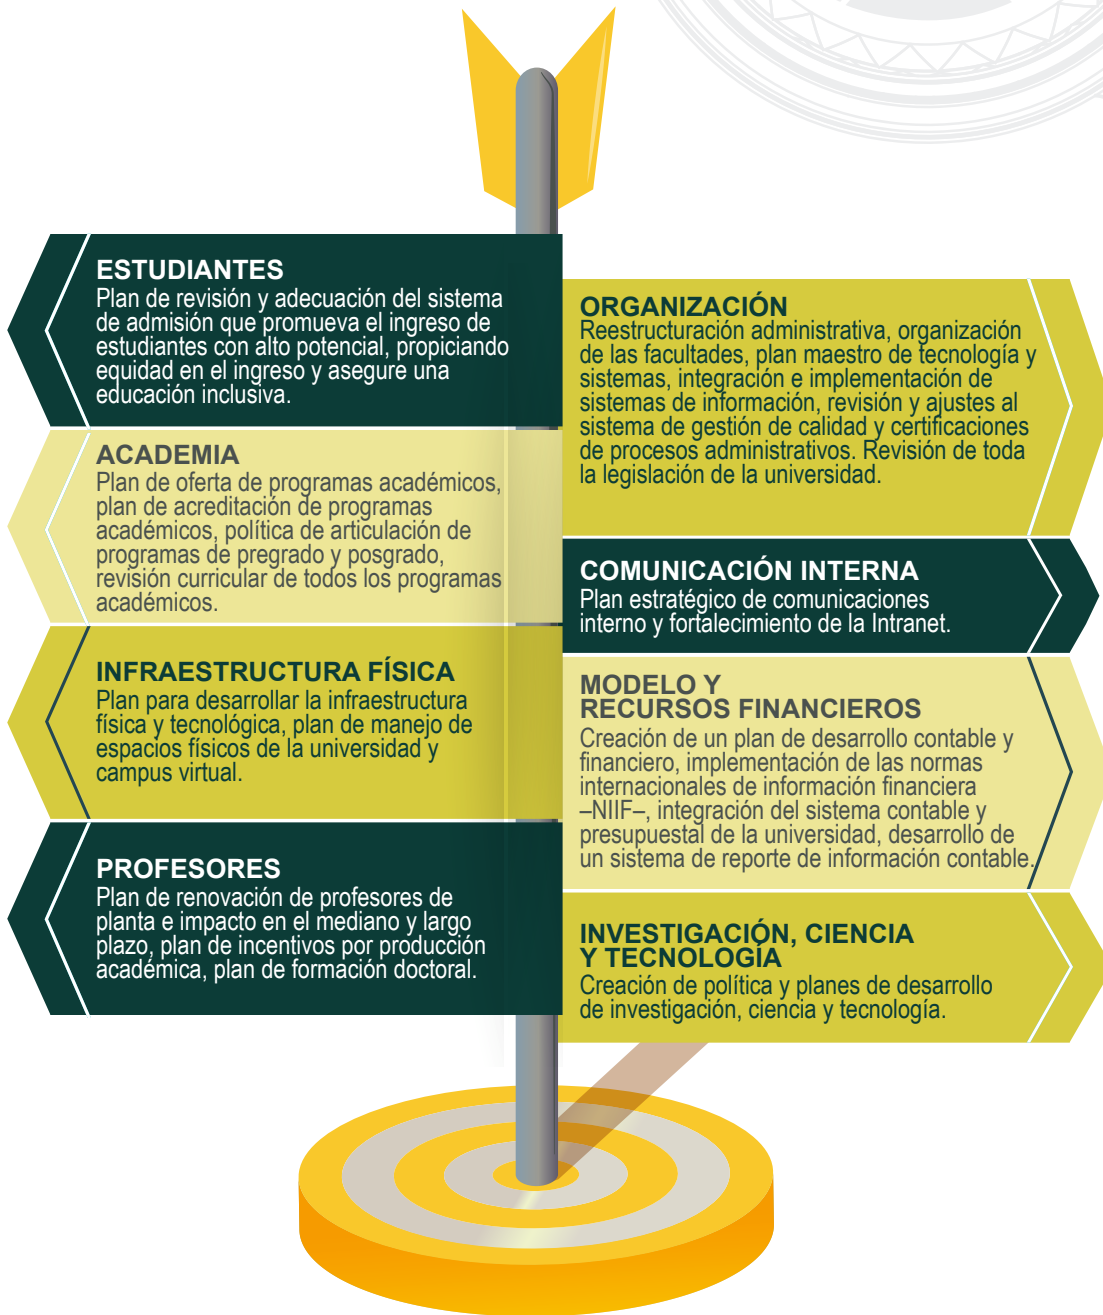 ESTUDIANTES
Plan de revisión y adecuación del sistema
de admisión que promueva el ingreso de
estudiantes con alto potencial, propiciando
equidad en el ingreso y asegure una
educación inclusiva.
ACADEMIA
Plan de oferta de programas académicos,
plan de acreditación de programas
académicos, política de articulación de
programas de pregrado y posgrado,
revisión curricular de todos los programas
académicos.
INFRAESTRUCTURA FÍSICA
Plan para desarrollar la infraestructura
física y tecnológica, plan de manejo de
espacios físicos de la universidad y
campus virtual.
PROFESORES
Plan de renovación de profesores de
planta e impacto en el mediano y largo
plazo, plan de incentivos por producción
académica, plan de formación doctoral.
ORGANIZACIÓN
Reestructuración administrativa, organización
de las facultades, plan maestro de tecnología y
sistemas, integración e implementación de
sistemas de información, revisión y ajustes al
sistema de gestión de calidad y certificaciones
de procesos administrativos. Revisión de toda
la legislación de la universidad.
COMUNICACIÓN INTERNA
Plan estratégico de comunicaciones
interno y fortalecimiento de la Intranet.
MODELO Y
RECURSOS FINANCIEROS
Creación de un plan de desarrollo contable y
financiero, implementación de las normas
internacionales de información financiera
–NIIF–, integración del sistema contable y
presupuestal de la universidad, desarrollo de
un sistema de reporte de información contable.
INVESTIGACIÓN, CIENCIA
Y TECNOLOGÍA
Creación de política y planes de desarrollo
de investigación, ciencia y tecnología.